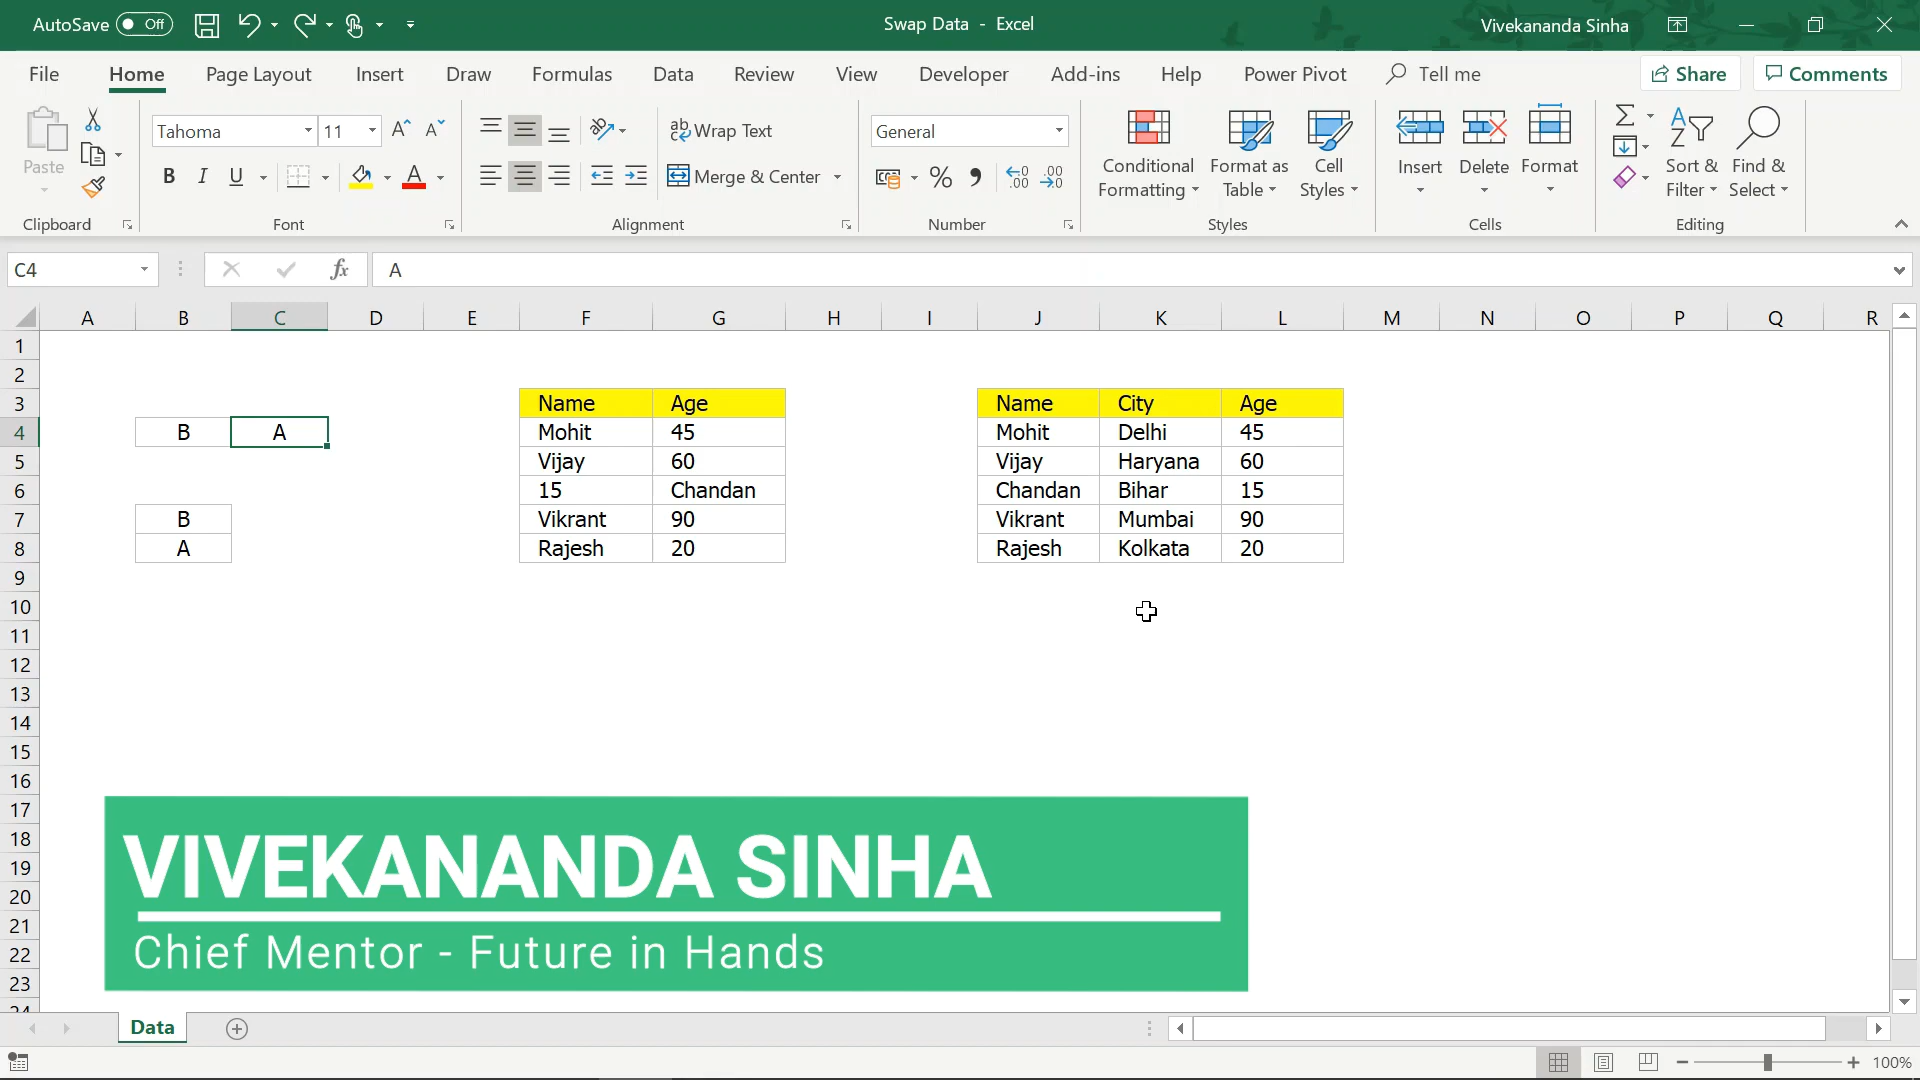 AutoSave Off Swap Data - Excel Vivekananda Sinha
File Home Page Layout Insert Draw Formulas Data Review View Developer Add-ins Help Power Pivot Tell me Share Comments
Paste
Tahoma 11
B I U
ab Wrap Text
Merge & Center
General
Conditional Formatting
Format as Table
Cell Styles
Insert
Delete
Format
Sort & Filter
Find & Select
Clipboard Font Alignment Number Styles Cells Editing
C4 fx A
A B C D E F G H I J K L M N O P Q R
1
2
3 Name Age Name City Age
4 B A Mohit 45 Mohit Delhi 45
5 Vijay 60 Vijay Haryana 60
6 15 Chandan Chandan Bihar 15
7 B Vikrant 90 Vikrant Mumbai 90
8 A Rajesh 20 Rajesh Kolkata 20
9
10
11
12
13
14
15
16
17
18
19
20
21
22
23
24
VIVEKANANDA SINHA
Chief Mentor - Future in Hands
Data
100%